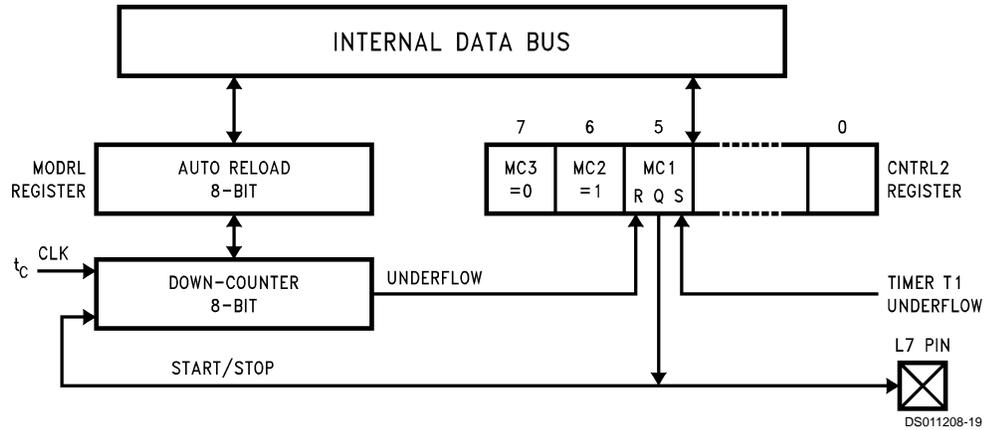 INTERNAL DATA BUS
7 6 5 0
MODRL
REGISTER
AUTO RELOAD
8-BIT
MC3
=0
MC2
=1
MC1
R Q S
CNTRL2
REGISTER
tC
CLK
DOWN-COUNTER
8-BIT
UNDERFLOW
TIMER T1
UNDERFLOW
START/STOP
L7 PIN
DS011208-19